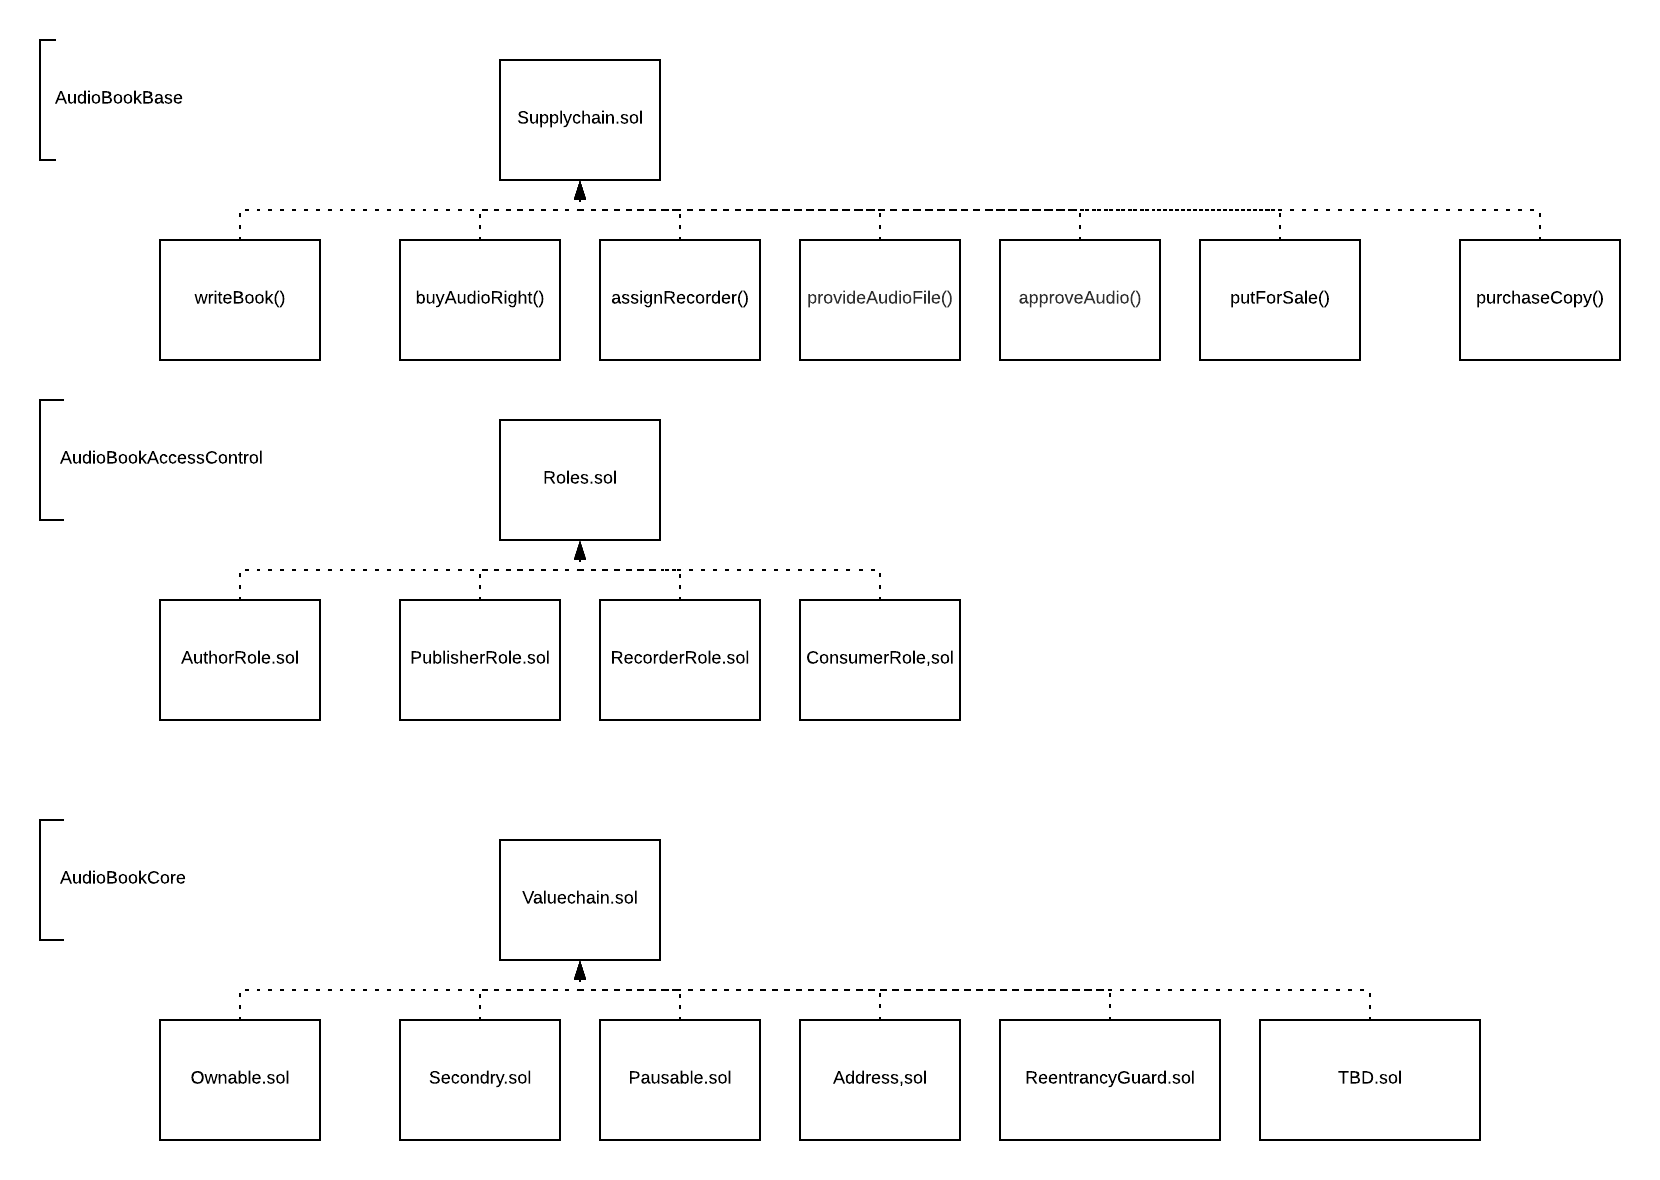 AudioBookBase
Supplychain.sol
writeBook()
buyAudioRight()
assignRecorder()
provideAudioFile()
approveAudio()
putForSale()
purchaseCopy()
AudioBookAccessControl
Roles.sol
AuthorRole.sol
PublisherRole.sol
RecorderRole.sol
ConsumerRole,sol
AudioBookCore
Valuechain.sol
Ownable.sol
Secondry.sol
Pausable.sol
Address,sol
ReentrancyGuard.sol
TBD.sol